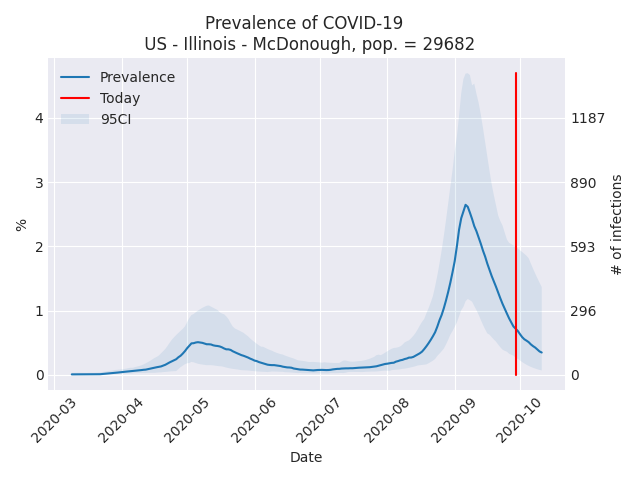 Prevalence of COVID-19
US - Illinois - McDonough, pop. = 29682
Prevalence
Today
95CI
4
3
2
1
0
%
1187
890
593
296
0
# of infections
2020-03
2020-04
2020-05
2020-06
2020-07
2020-08
2020-09
2020-10
Date